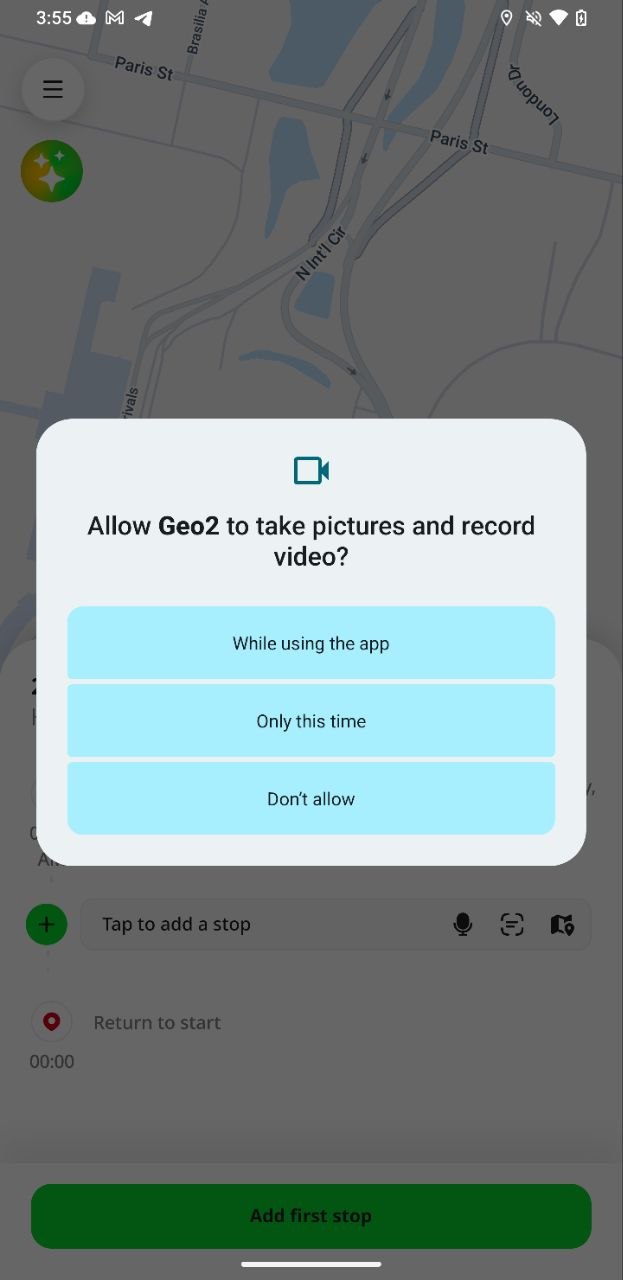 3:55
Brasilia A
Paris St
London Dr
Paris St
N Int'l Cir
rivals
Allow Geo2 to take pictures and record
video?
While using the app
Only this time
Don't allow
Tap to add a stop
Return to start
00:00
Add first stop